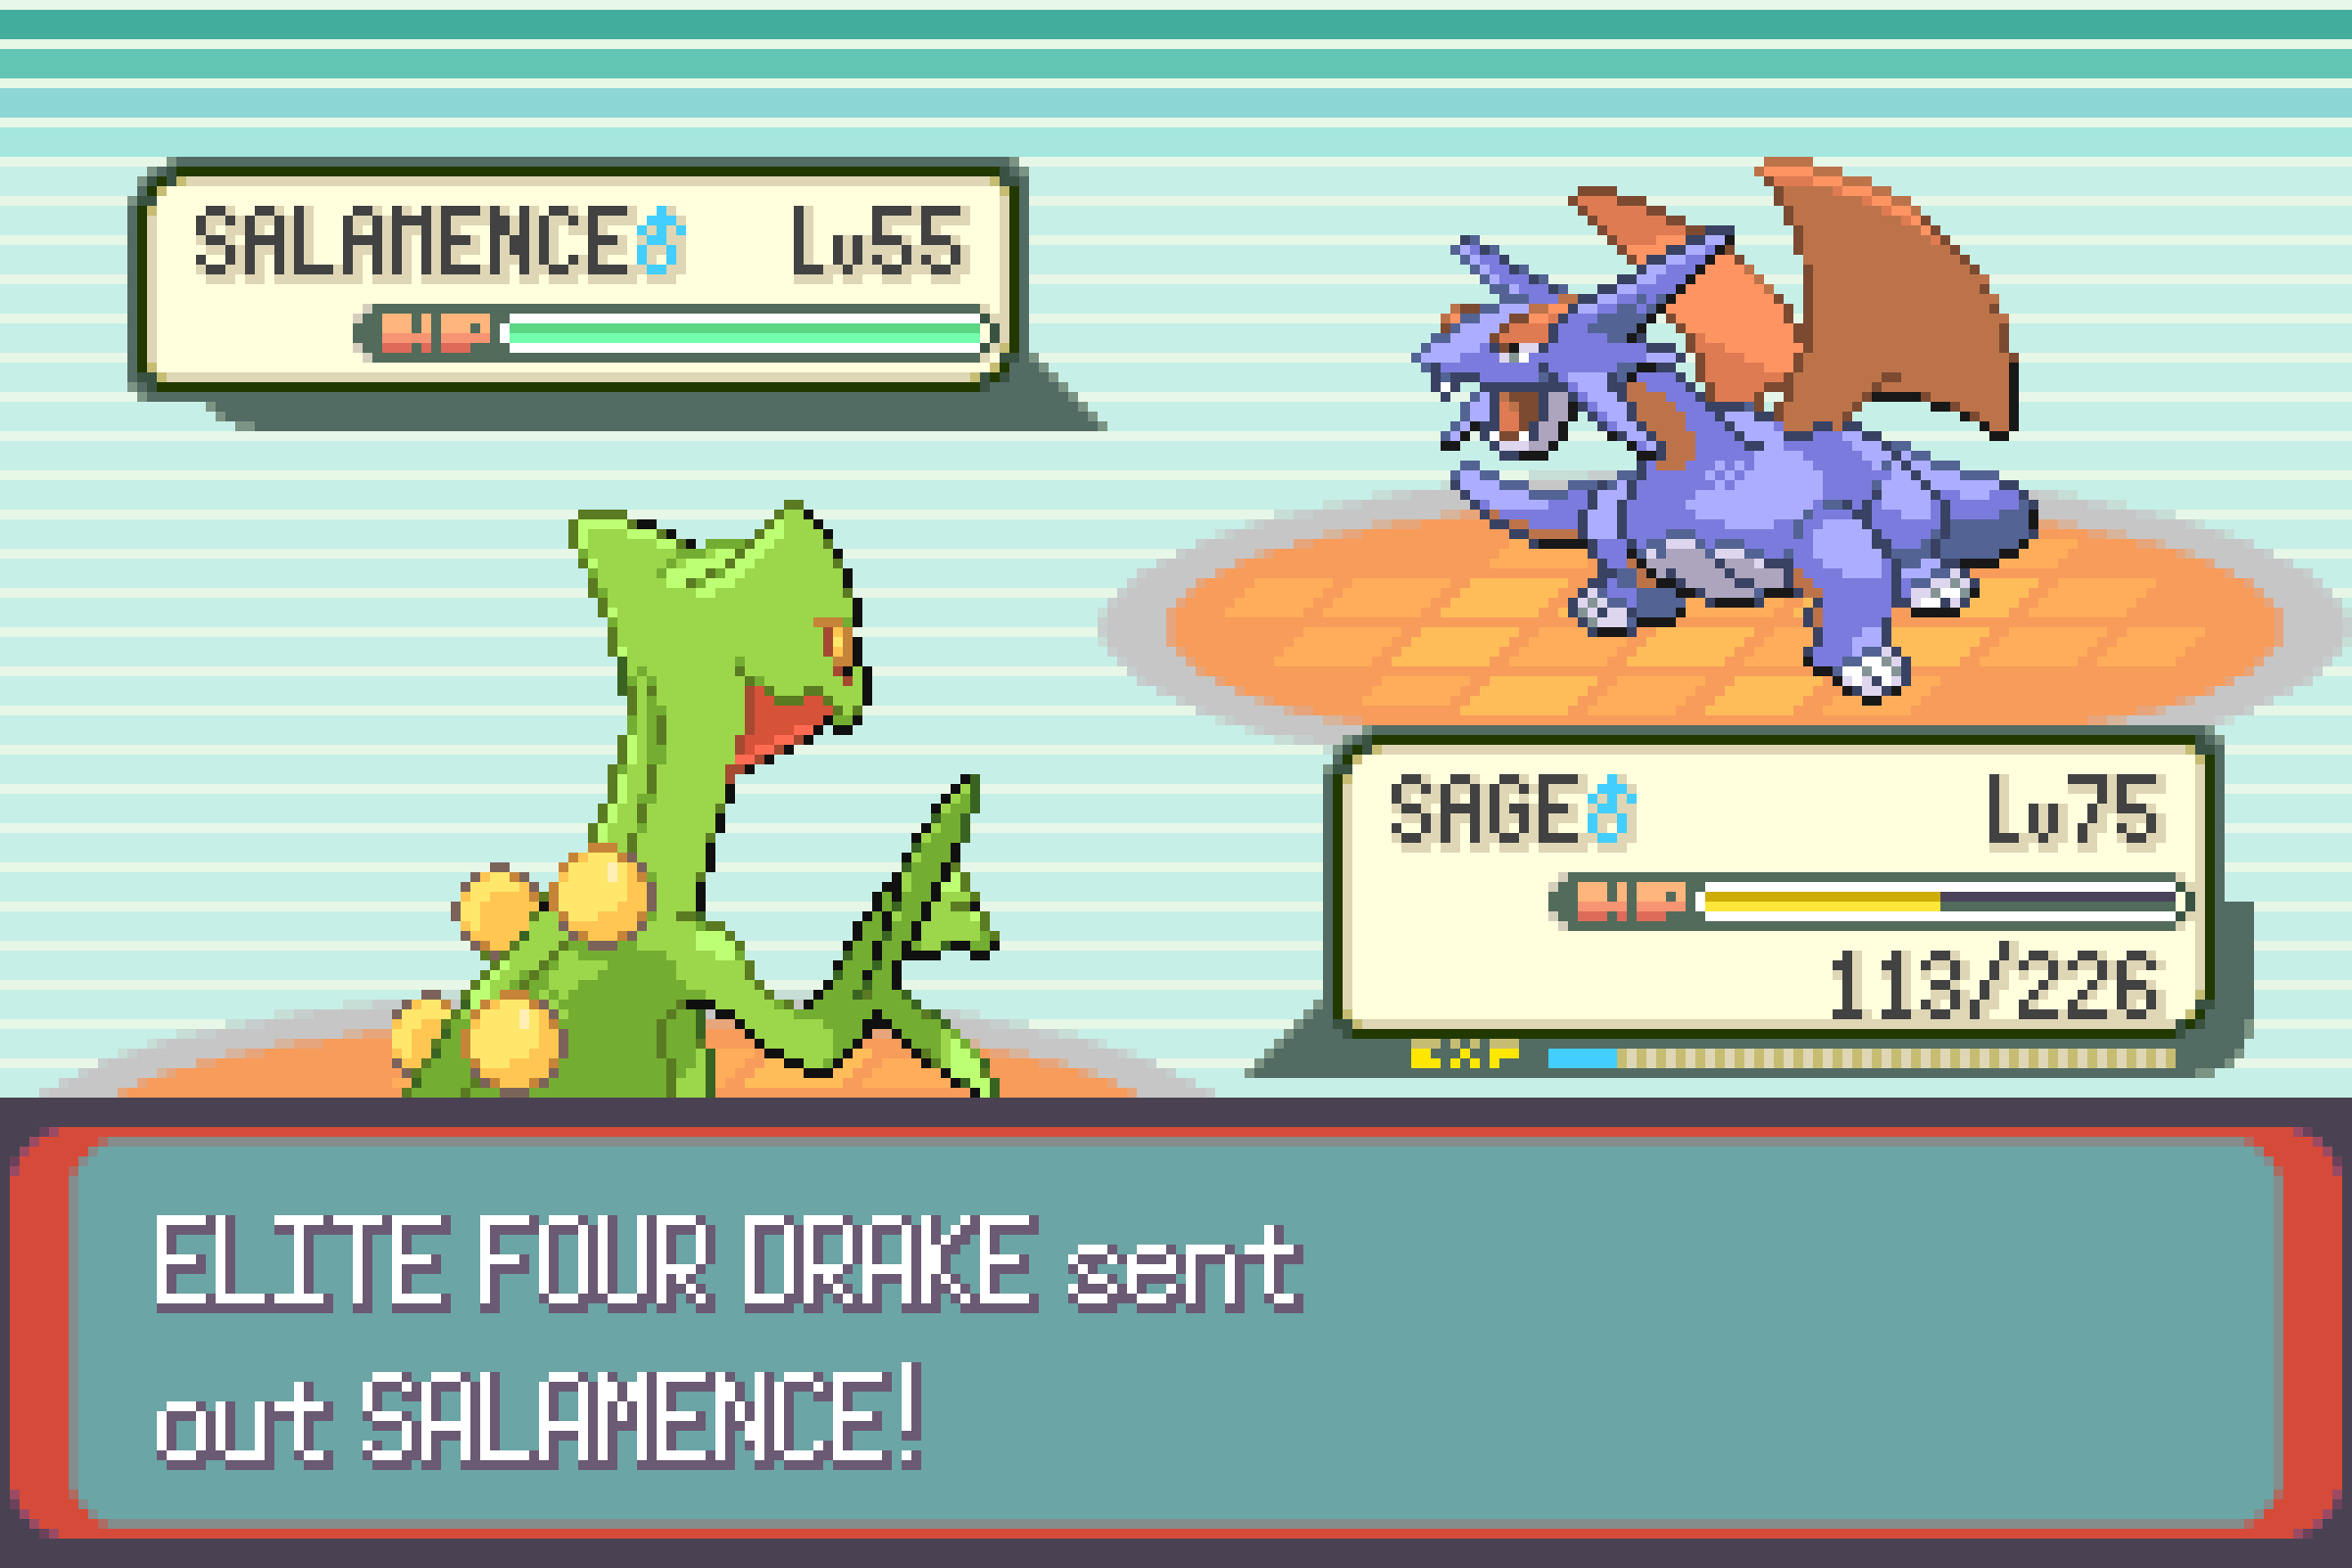 SALAMENCE♂ Lv55
HP
SAGE♂ Lv75
HP
113/226
EXP
ELITE FOUR DRAKE sent
out SALAMENCE!